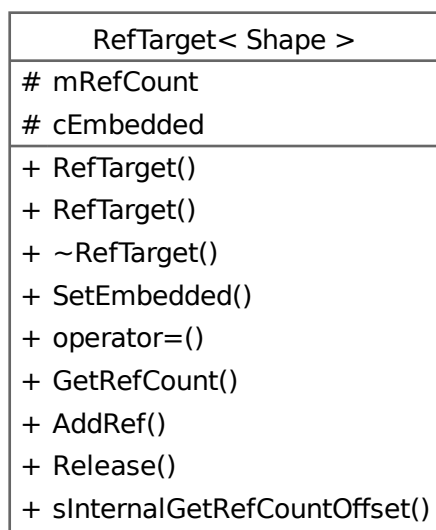 RefTarget< Shape >
# mRefCount
# cEmbedded
+ RefTarget()
+ RefTarget()
+ ~RefTarget()
+ SetEmbedded()
+ operator=()
+ GetRefCount()
+ AddRef()
+ Release()
+ sInternalGetRefCountOffset()